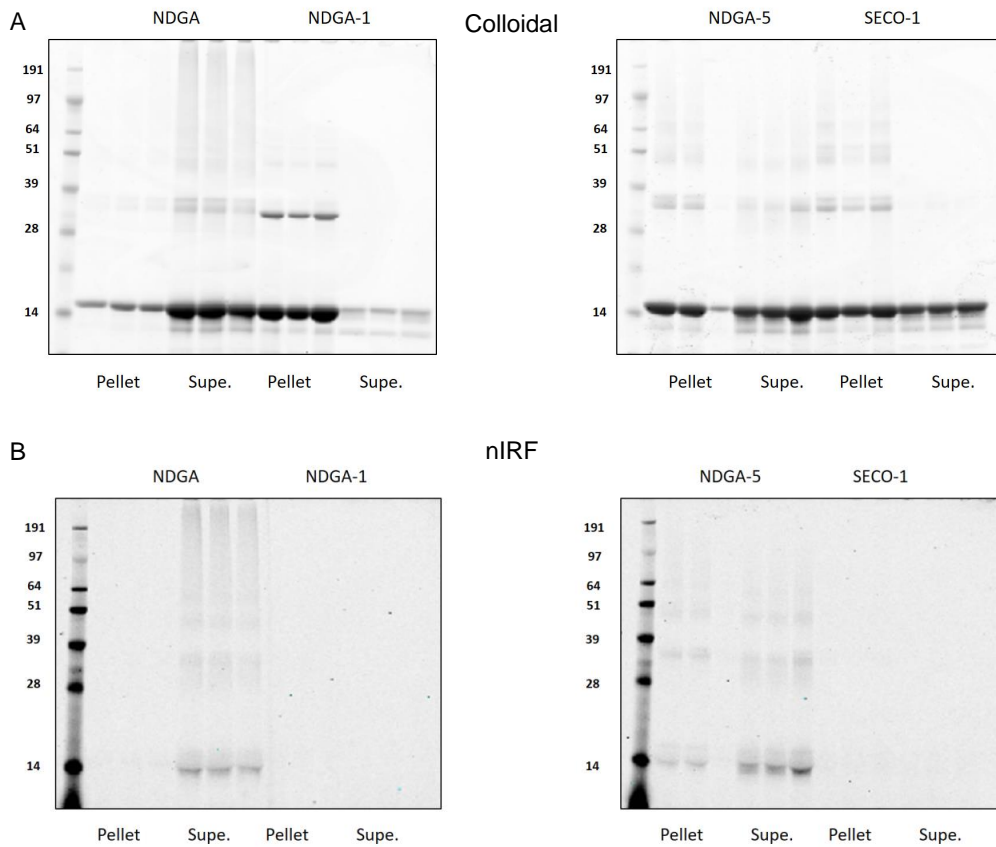 A
NDGA NDGA-1
Colloidal
NDGA-5 SECO-1
191
97
64
51
39
28
14
191
97
64
51
39
28
14
Pellet Supe. Pellet Supe.
Pellet Supe. Pellet Supe.
B
nIRF
NDGA NDGA-1
NDGA-5 SECO-1
191
97
64
51
39
28
14
191
97
64
51
39
28
14
Pellet Supe. Pellet Supe.
Pellet Supe. Pellet Supe.